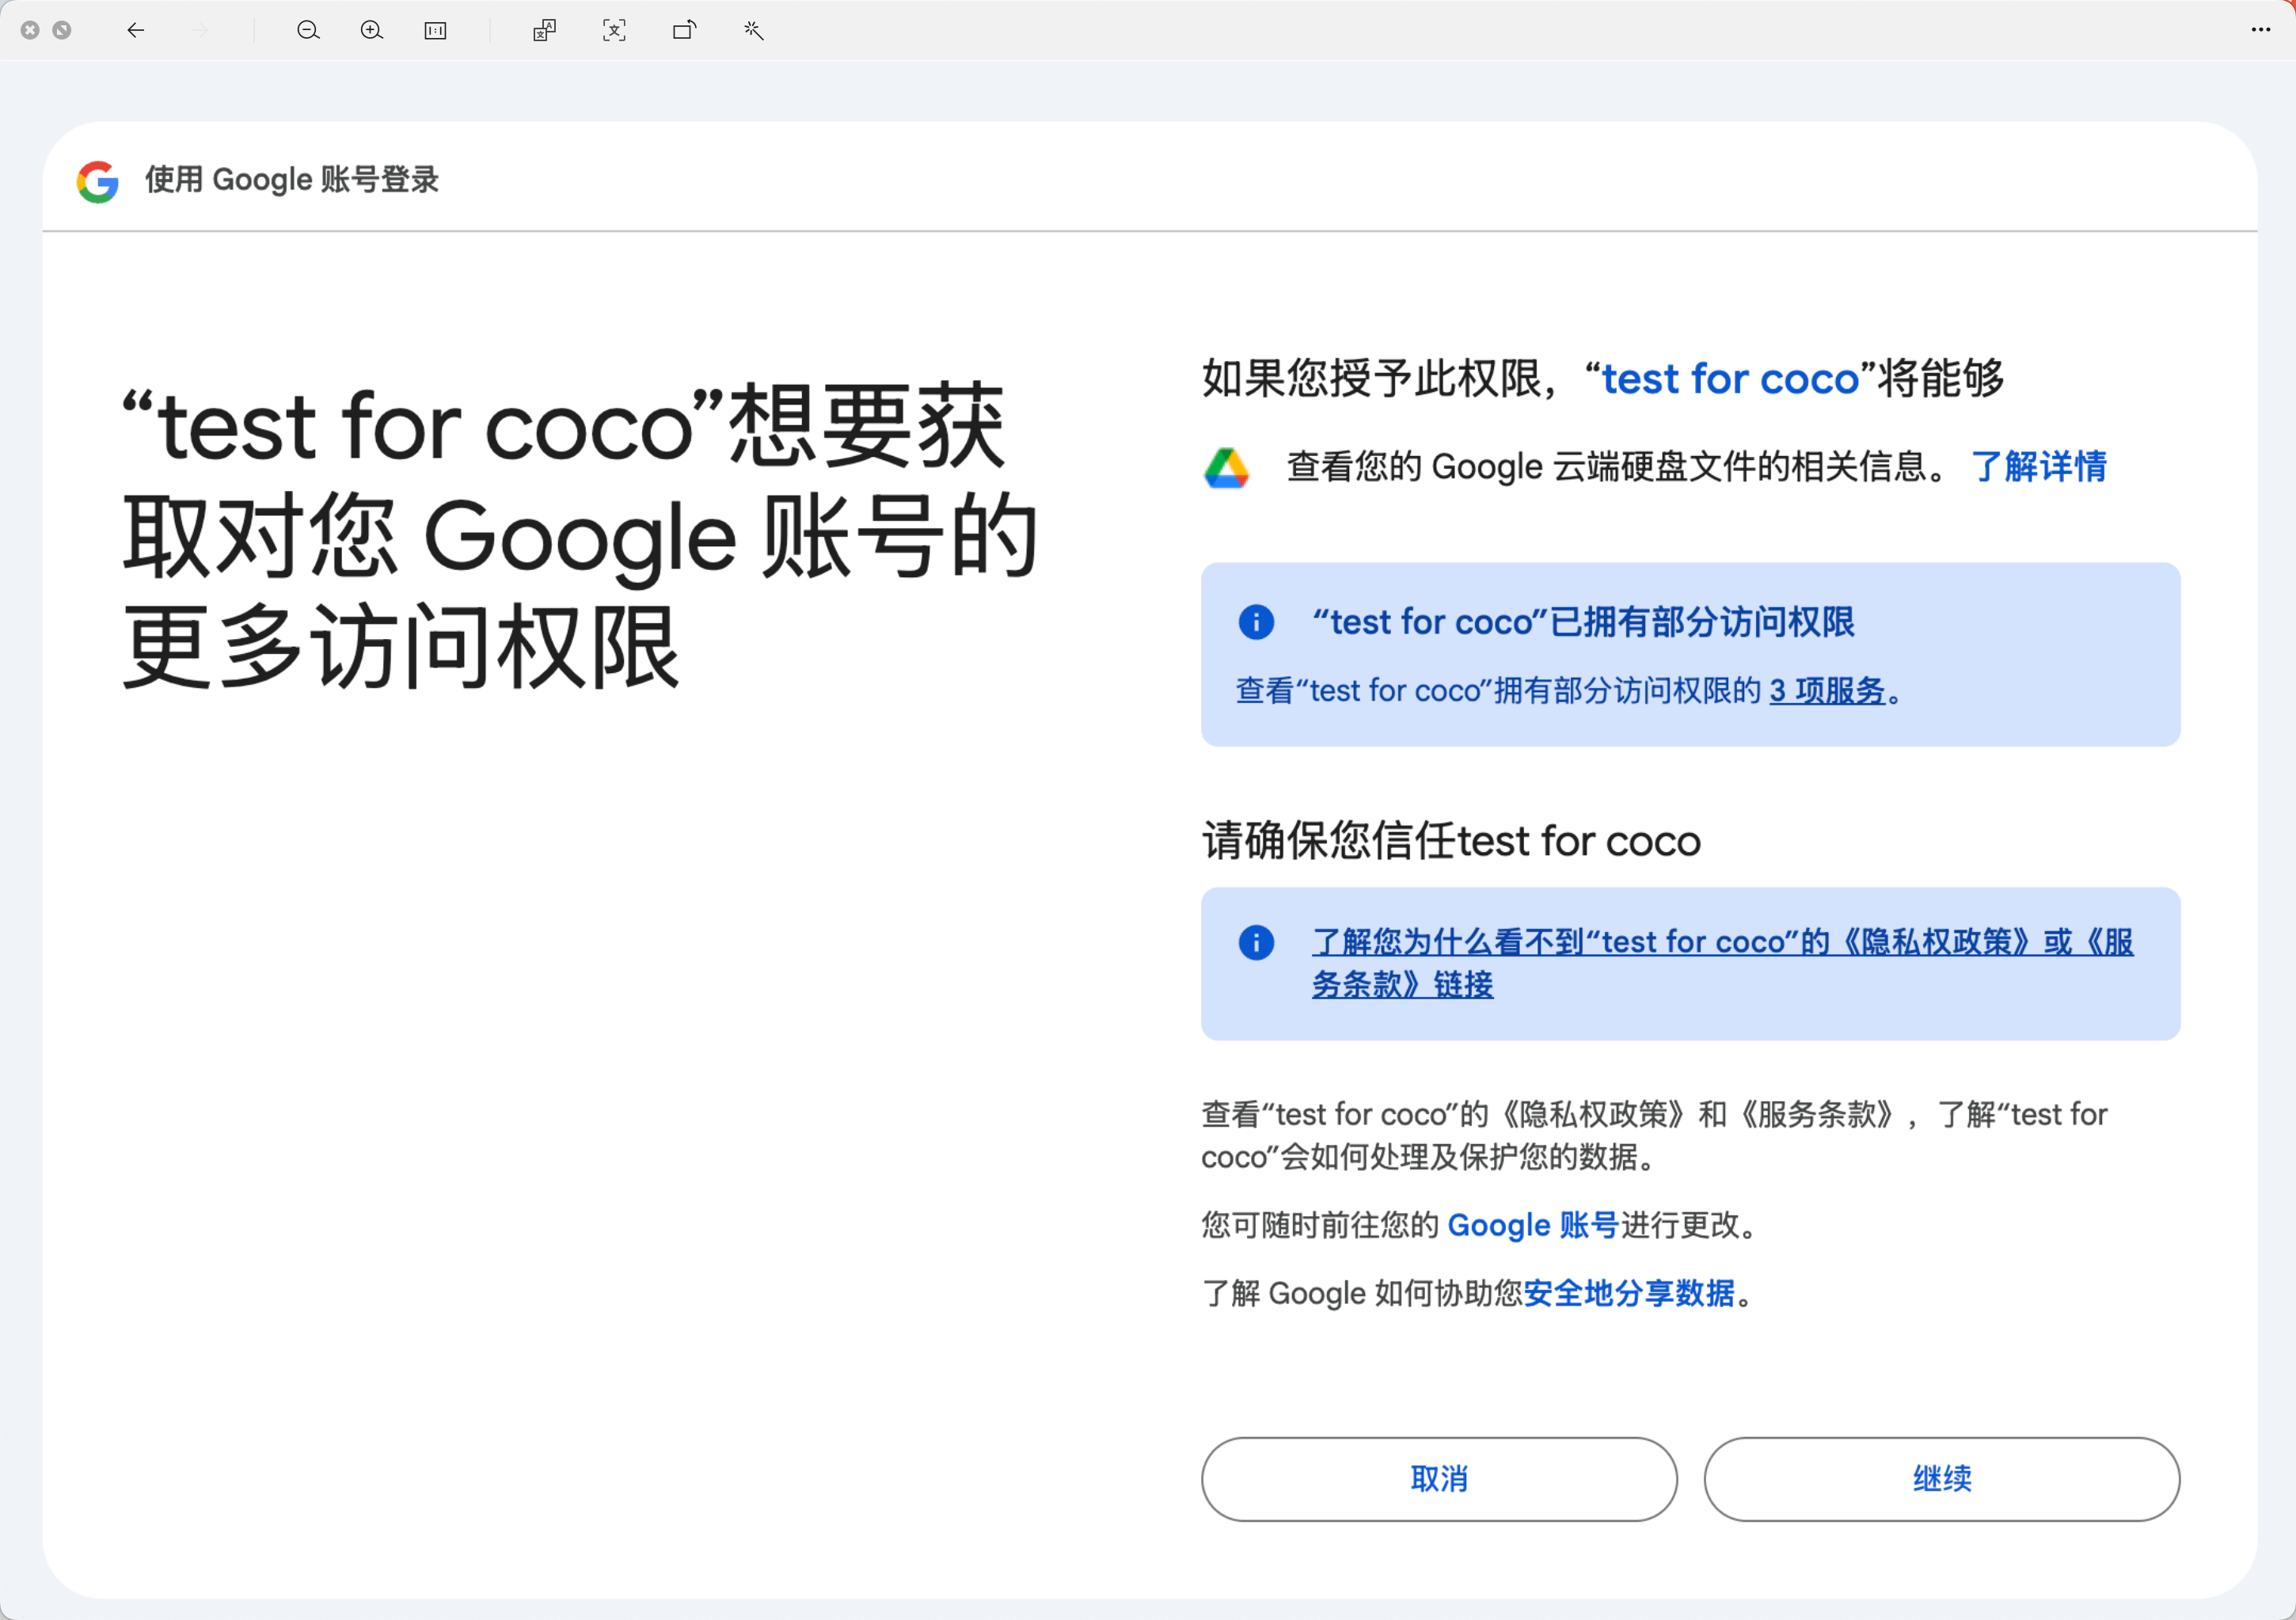 使用 Google 账号登录
“test for coco”想要获
取对您 Google 账号的
更多访问权限
如果您授予此权限，“test for coco”将能够
查看您的 Google 云端硬盘文件的相关信息。 了解详情
“test for coco”已拥有部分访问权限
查看“test for coco”拥有部分访问权限的 3 项服务。
请确保您信任test for coco
了解您为什么看不到“test for coco”的《隐私权政策》或《服
务条款》链接
查看“test for coco”的《隐私权政策》和《服务条款》，了解“test for
coco”会如何处理及保护您的数据。
您可随时前往您的 Google 账号进行更改。
了解 Google 如何协助您安全地分享数据。
取消
继续